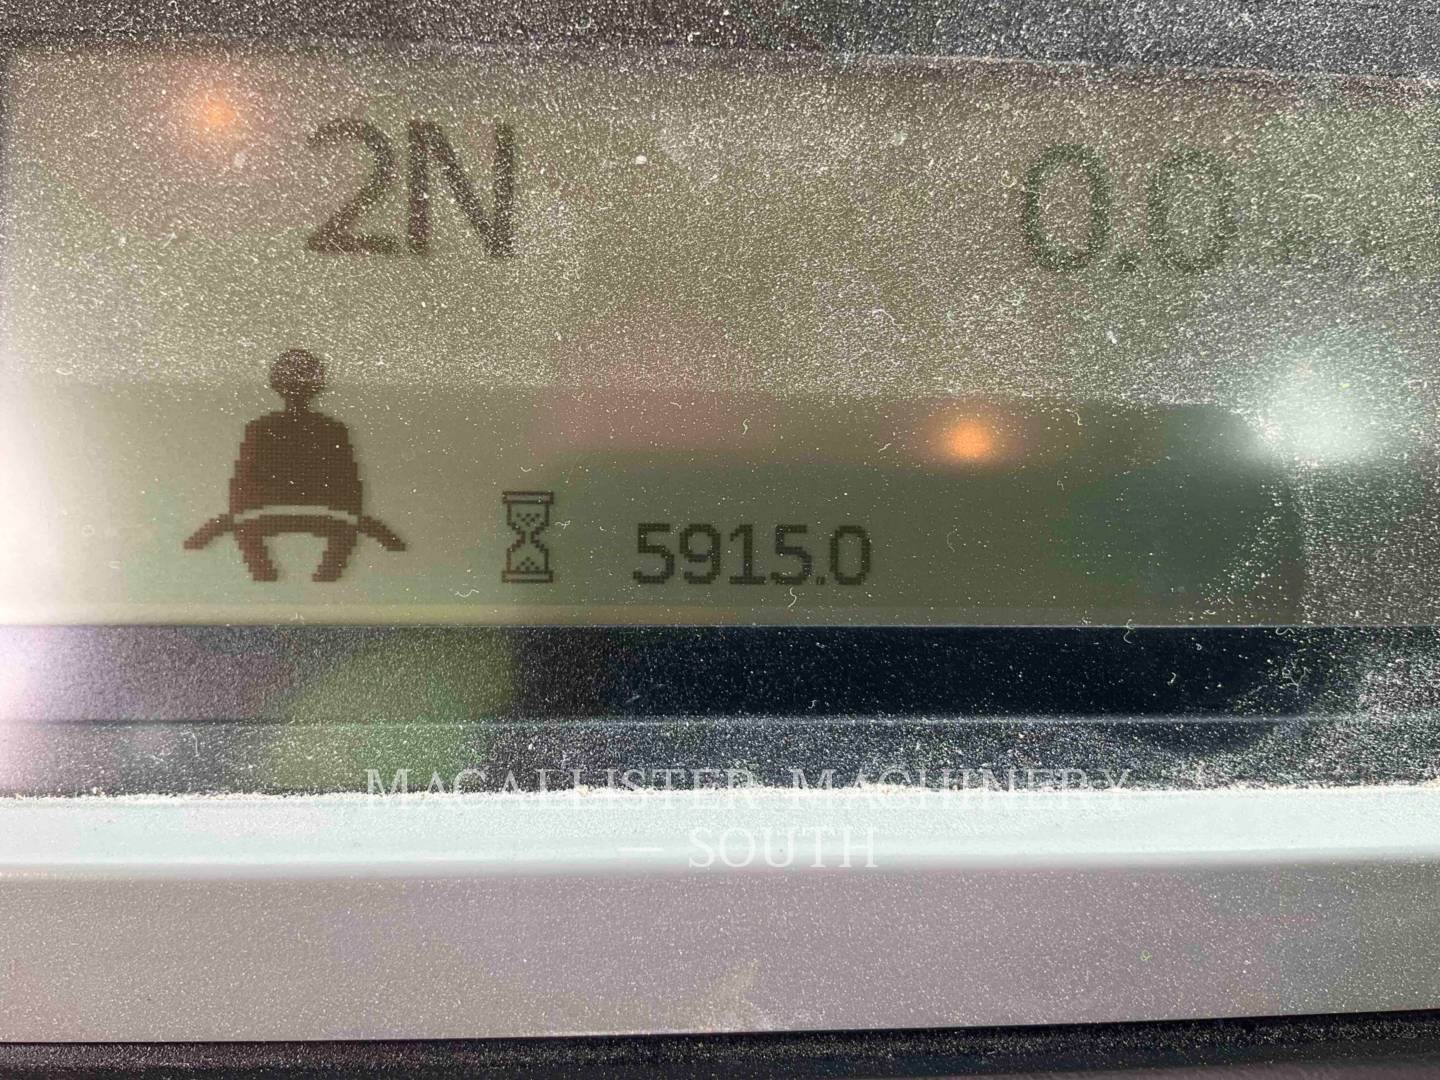 2N 0.0
5915.0
MACALLISTER MACHINERY
– SOUTH